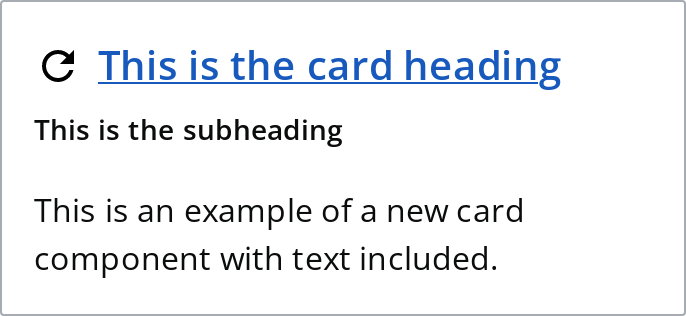 This is the card heading
This is the subheading
This is an example of a new card
component with text included.